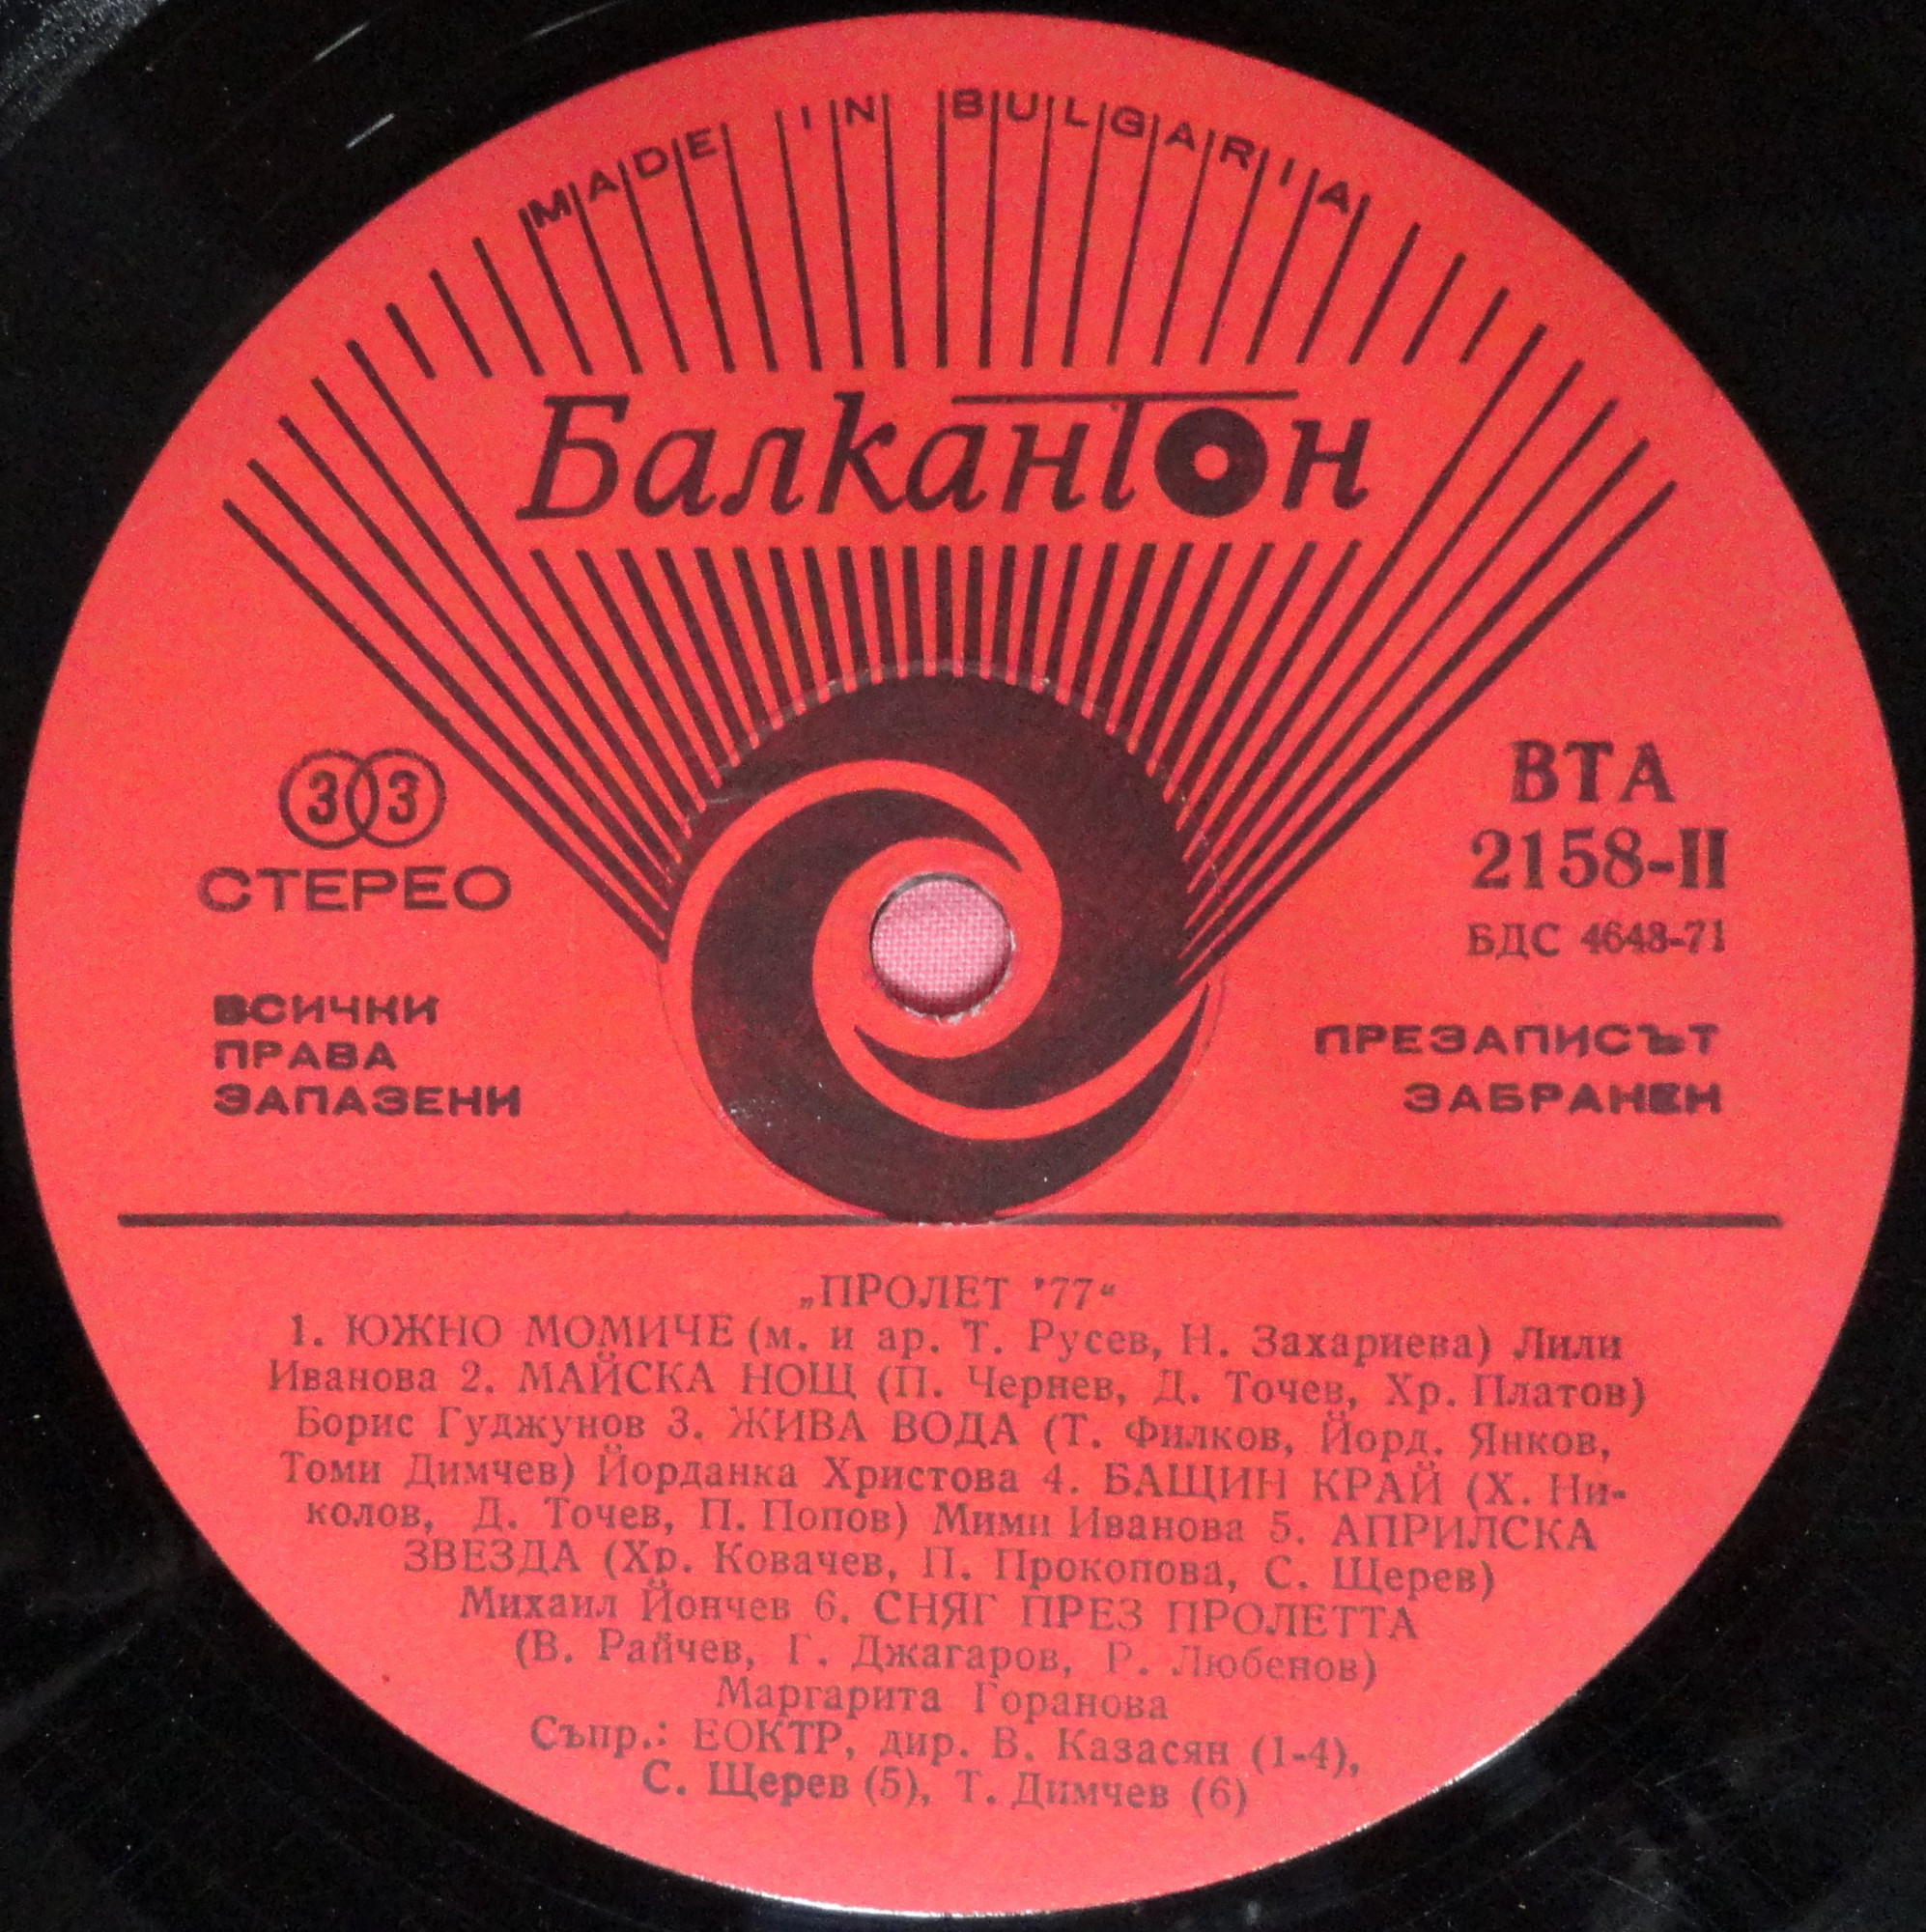 MADE IN BULGARIA
Балкантон
33
СТЕРЕО
ВТА
2158-II
БДС 4648-71
ВСИЧКИ
ПРАВА
ЗАПАЗЕНИ
ПРЕЗАПИСЪТ
ЗАБРАНЕН
„ПРОЛЕТ '77“
1. ЮЖНО МОМИЧЕ (м. и ар. Т. Русев, Н. Захариева) Лили
Иванова 2. МАЙСКА НОЩ (П. Чернев, Д. Точев, Хр. Платов)
Борис Гуджунов 3. ЖИВА ВОДА (Т. Филков, Йорд. Янков,
Томи Димчев) Йорданка Христова 4. БАЩИН КРАЙ (Х. Ни-
колов, Д. Точев, П. Попов) Мими Иванова 5. АПРИЛСКА
ЗВЕЗДА (Хр. Ковачев, П. Прокопова, С. Щерев)
Михаил Йончев 6. СНЯГ ПРЕЗ ПРОЛЕТТА
(В. Райчев, Г. Джагаров, Р. Любенов)
Маргарита Горанова
Съпр.: ЕОКТР, дир. В. Казасян (1-4),
С. Щерев (5), Т. Димчев (6)